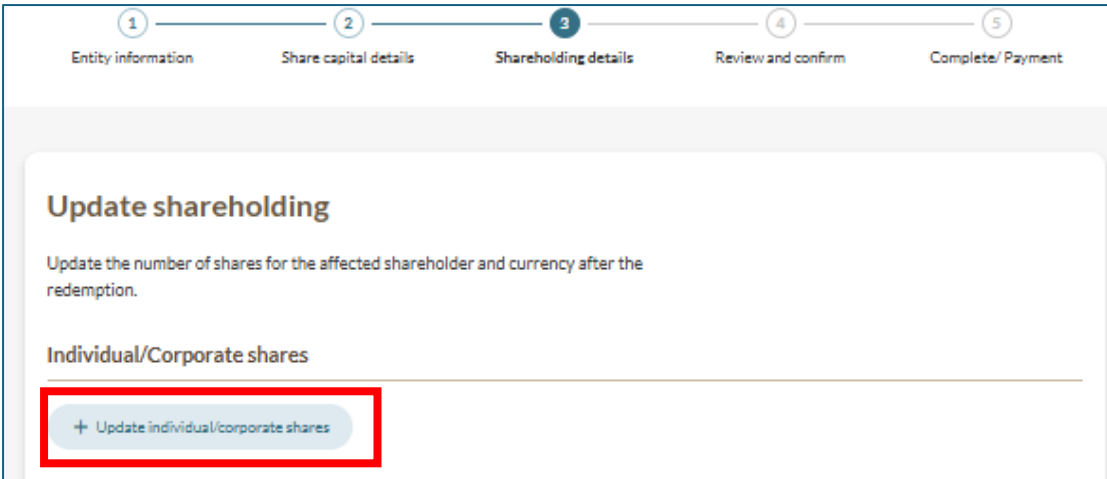 1 2 3 4 5
Entity information Share capital details Shareholding details Review and confirm Complete/ Payment
Update shareholding
Update the number of shares for the affected shareholder and currency after the
redemption.
Individual/Corporate shares
+ Update individual/corporate shares